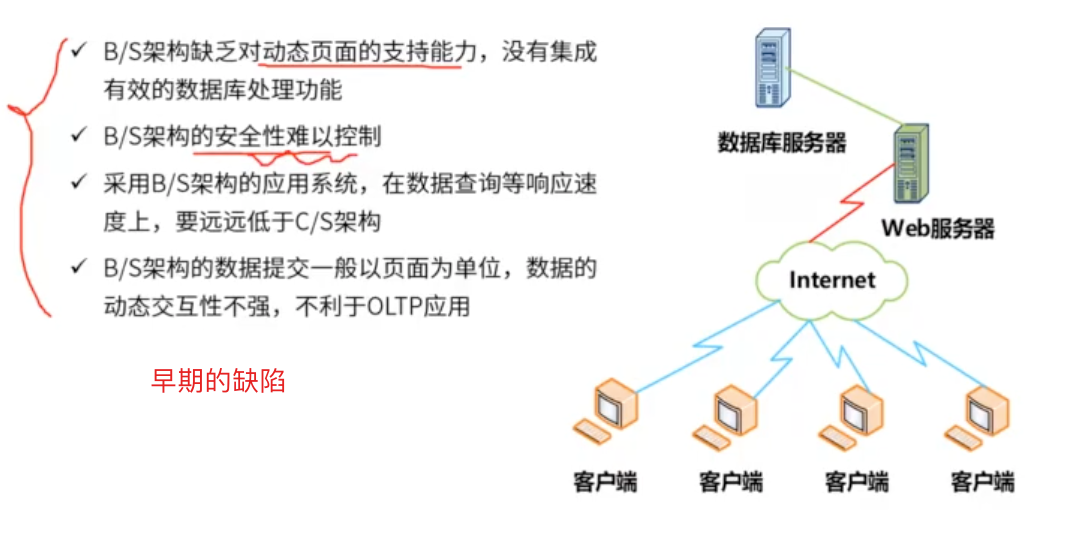 ✓ B/S架构缺乏对动态页面的支持能力，没有集成
有效的数据库处理功能
✓ B/S架构的安全性难以控制
✓ 采用B/S架构的应用系统，在数据查询等响应速
度上，要远远低于C/S架构
✓ B/S架构的数据提交一般以页面为单位，数据的
动态交互性不强，不利于OLTP应用
早期的缺陷
数据库服务器
Web服务器
Internet
客户端 客户端 客户端 客户端